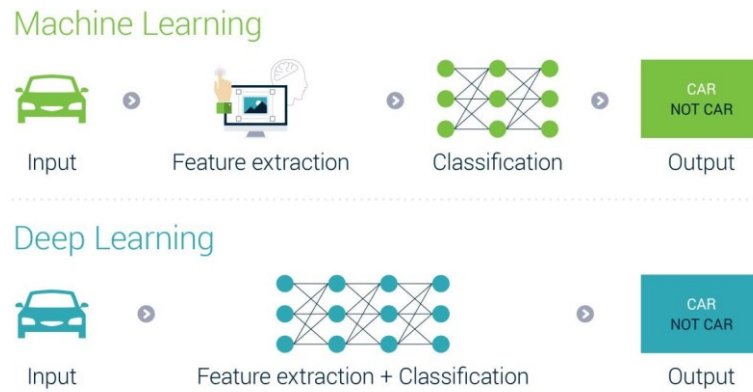 Machine Learning
CAR
NOT CAR
Input
Feature extraction
Classification
Output
Deep Learning
CAR
NOT CAR
Input
Feature extraction + Classification
Output